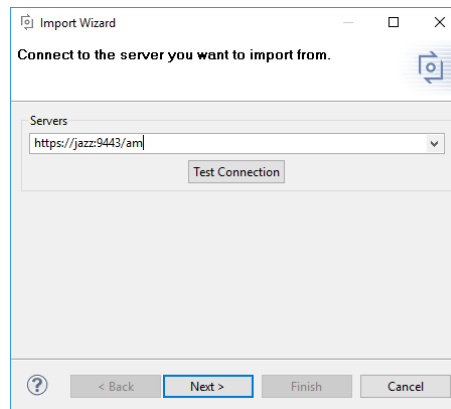 Import Wizard
Connect to the server you want to import from.
Servers
https://jazz:9443/am
Test Connection
?
< Back Next > Finish Cancel